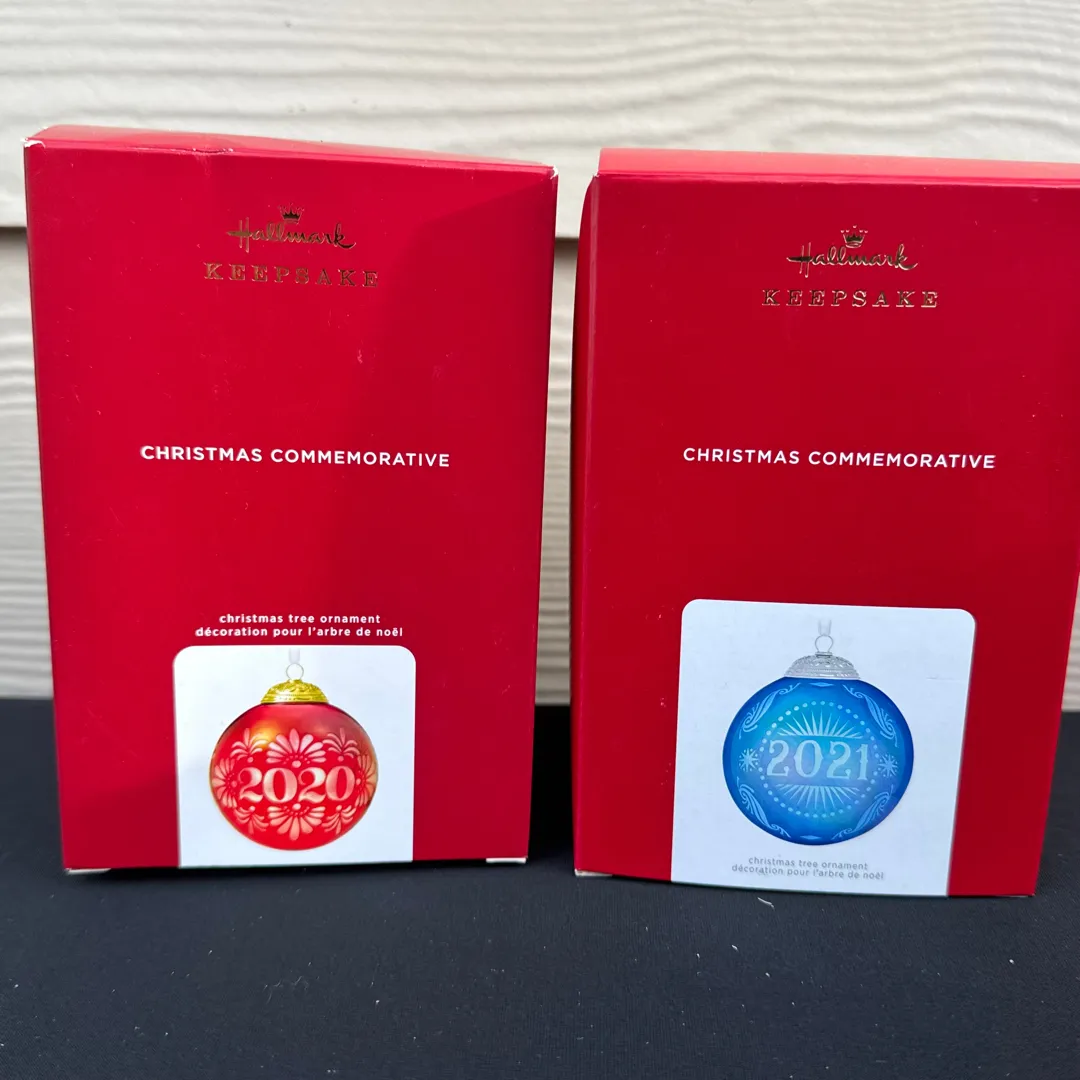 Hallmark
KEEPSAKE
CHRISTMAS COMMEMORATIVE
christmas tree ornament
décoration pour l'arbre de noël
2020
Hallmark
KEEPSAKE
CHRISTMAS COMMEMORATIVE
2021
christmas tree ornament
décoration pour l'arbre de noël